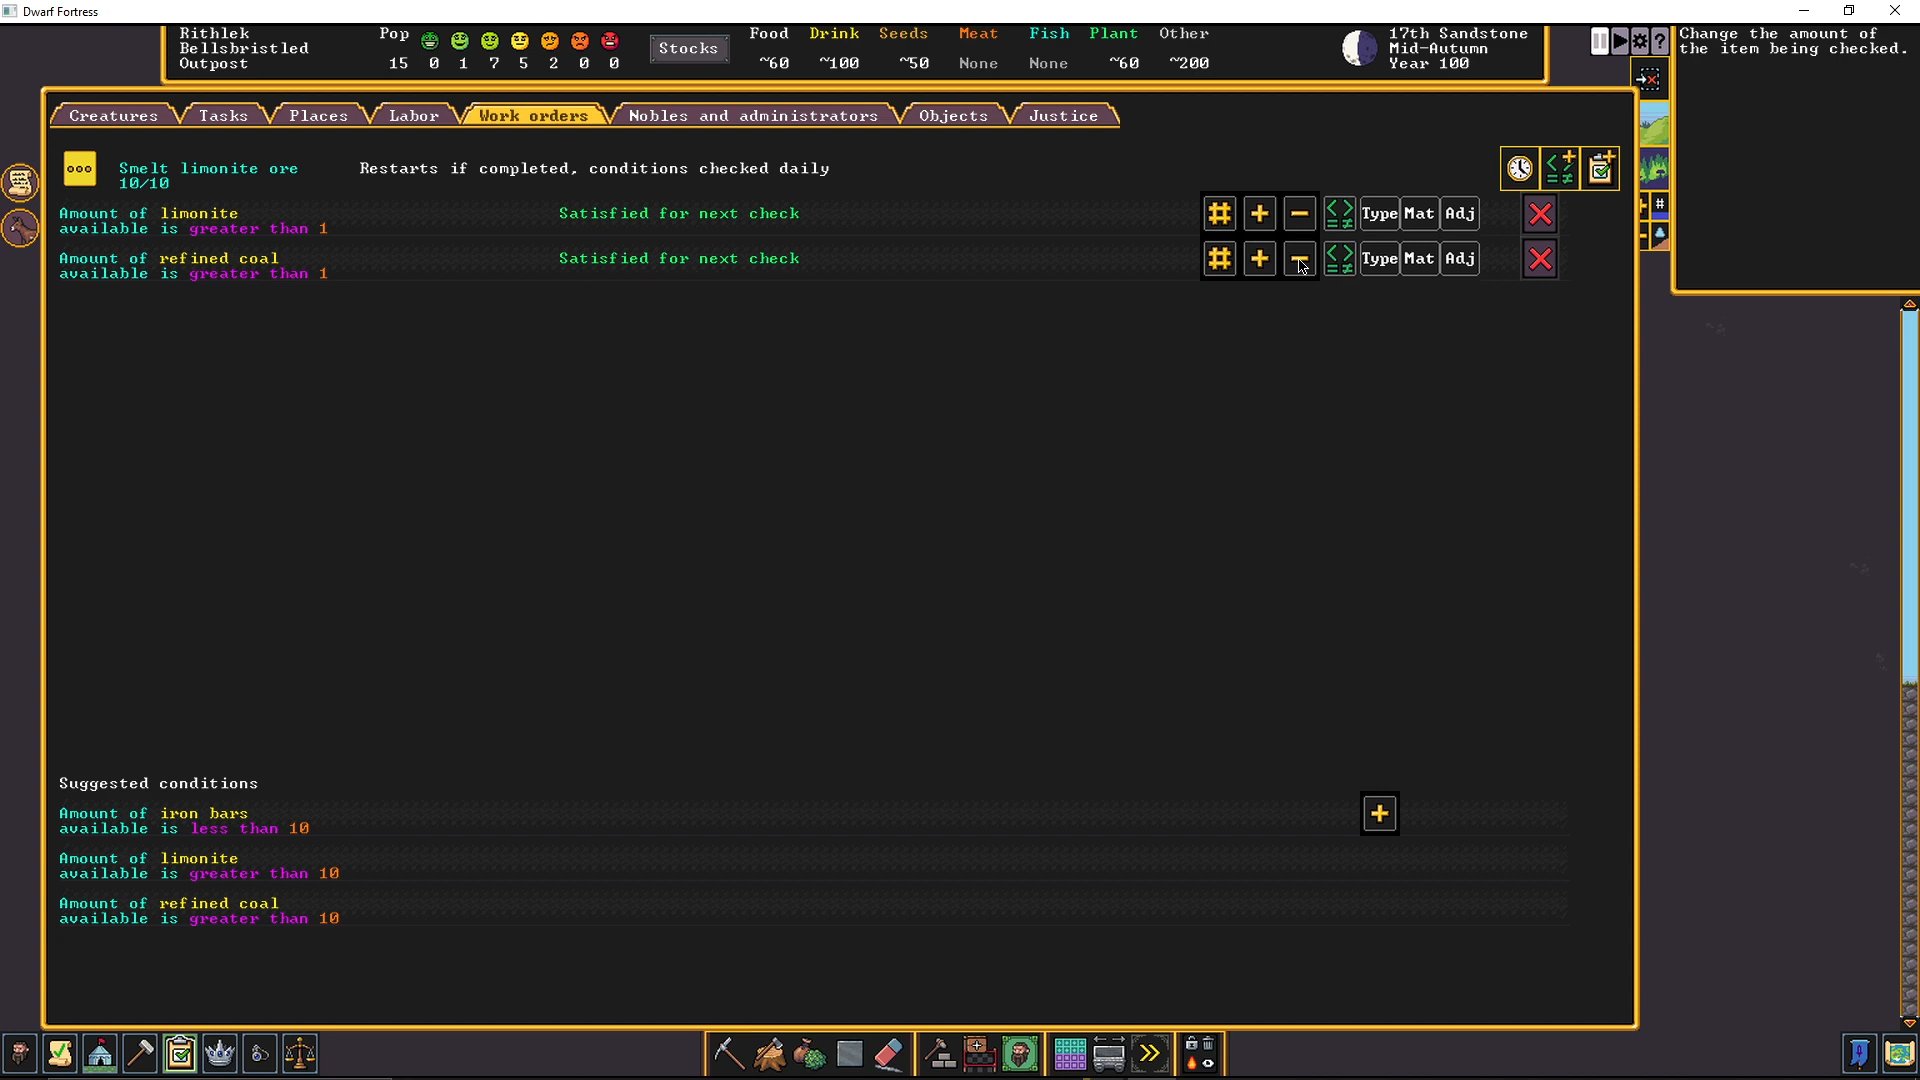 Dwarf Fortress
Rithlek
Bellsbristled
Outpost
Pop
15 0 1 7 5 2 0 0
Stocks
Food Drink Seeds Meat Fish Plant Other
~60 ~100 ~50 None None ~60 ~200
17th Sandstone
Mid-Autumn
Year 100
?
Change the amount of
the item being checked.
Creatures Tasks Places Labor Work orders Nobles and administrators Objects Justice
Smelt limonite ore
10/10
Restarts if completed, conditions checked daily
Amount of limonite
available is greater than 1
Satisfied for next check
# + − Type Mat Adj
Amount of refined coal
available is greater than 1
Satisfied for next check
# + − Type Mat Adj
Suggested conditions
Amount of iron bars
available is less than 10
Amount of limonite
available is greater than 10
Amount of refined coal
available is greater than 10